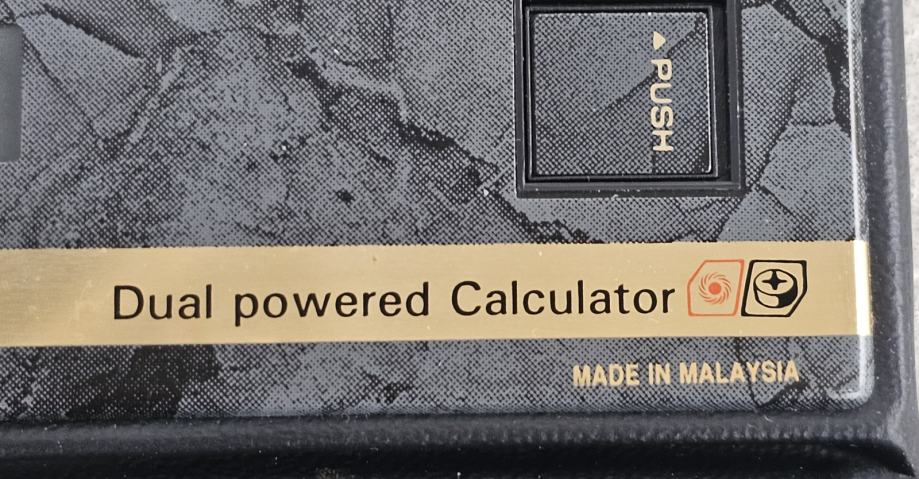 PUSH
Dual powered Calculator
MADE IN MALAYSIA